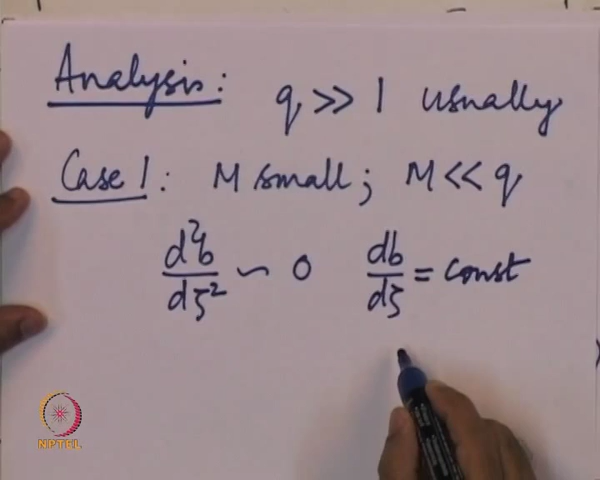 Analysis: q >> 1 usually
Case 1: M small; M << q
d²b/dζ² ~ 0 db/dζ = const
NPTEL